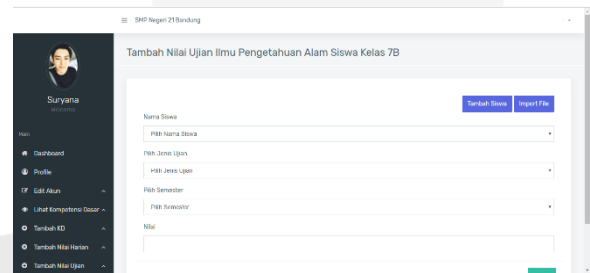 SMP Negeri 21 Bandung
Tambah Nilai Ujian Ilmu Pengetahuan Alam Siswa Kelas 7B
Suryana
Main
Dashboard
Profile
Edit Akun
Lihat Kompetensi Dasar
Tambah KD
Tambah Nilai Harian
Tambah Nilai Ujian
Tambah Siswa
Import File
Nama Siswa
Pilih Nama Siswa
Pilih Jenis Ujian
Pilih Jenis Ujian
Pilih Semester
Pilih Semester
Nilai